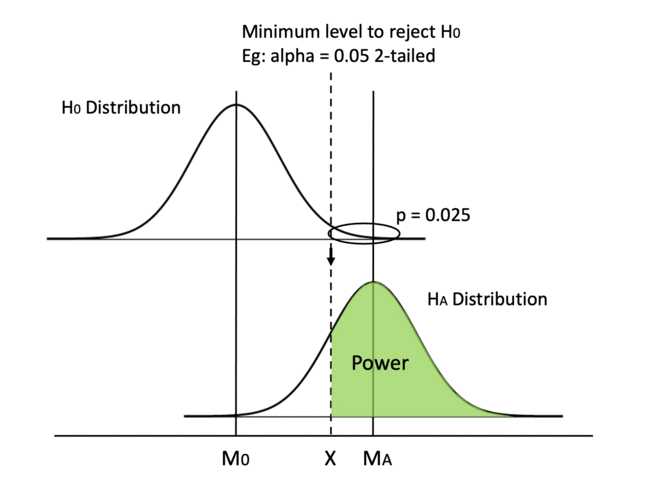 Minimum level to reject H0
Eg: alpha = 0.05 2-tailed
H0 Distribution
p = 0.025
HA Distribution
Power
M0
X
MA